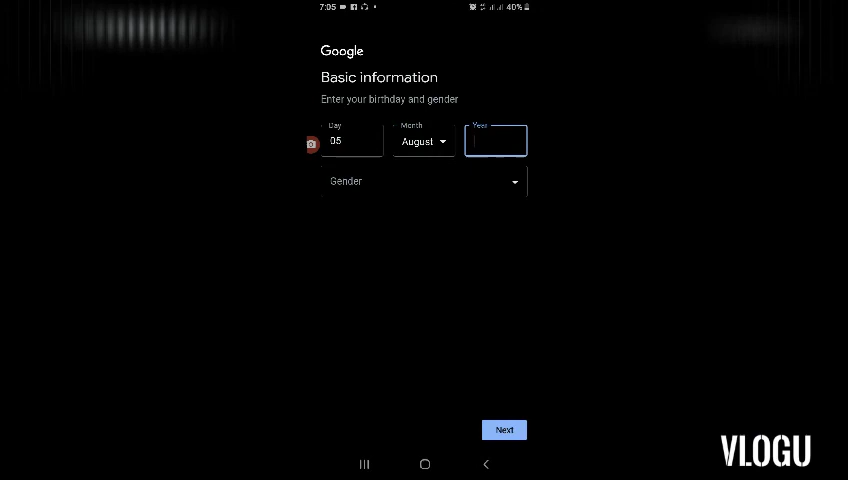 7:05 40%
Google
Basic information
Enter your birthday and gender
Day Month Year
05 August
Gender
Next
VLOGU